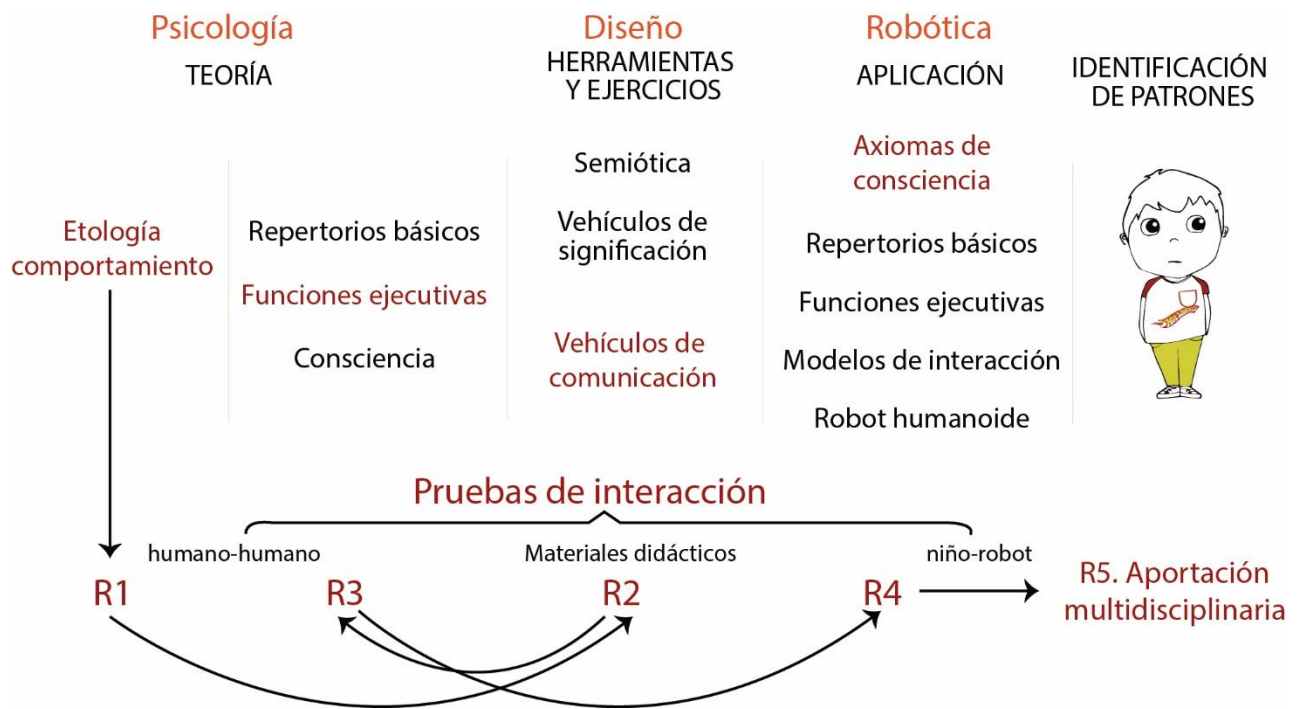 Psicología
TEORÍA
Etología
comportamiento
Repertorios básicos
Funciones ejecutivas
Consciencia
Diseño
HERRAMIENTAS
Y EJERCICIOS
Semiótica
Vehículos de
significación
Vehículos de
comunicación
Robótica
APLICACIÓN
Axiomas de
consciencia
Repertorios básicos
Funciones ejecutivas
Modelos de interacción
Robot humanoide
IDENTIFICACIÓN
DE PATRONES
Pruebas de interacción
humano-humano
Materiales didácticos
niño-robot
R1
R3
R2
R4
R5. Aportación
multidisciplinaria